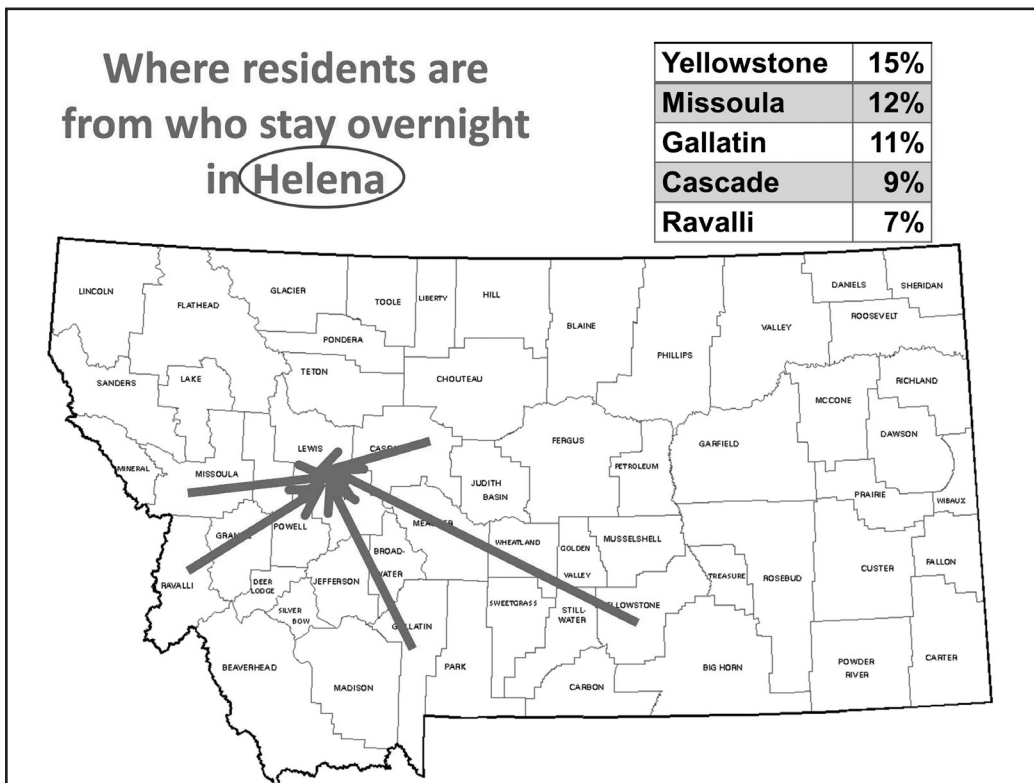 Where residents are
from who stay overnight
in Helena
Yellowstone 15%
Missoula 12%
Gallatin 11%
Cascade 9%
Ravalli 7%
LINCOLN
FLATHEAD
GLACIER
TOOLE
LIBERTY
HILL
BLAINE
PHILLIPS
VALLEY
DANIELS
SHERIDAN
ROOSEVELT
PONDERA
TETON
CHOUTEAU
SANDERS
LAKE
RICHLAND
MCCONE
DAWSON
GARFIELD
FERGUS
PETROLEUM
LEWIS
MINERAL
MISSOULA
JUDITH
BASIN
PRAIRIE
WIBAUX
POWELL
WHEATLAND
GOLDEN
VALLEY
MUSSELSHELL
TREASURE
ROSEBUD
CUSTER
FALLON
BROAD-
WATER
RAVALLI
DEER
LODGE
JEFFERSON
SILVER
BOW
SWEETGRASS
STILL-
WATER
YELLOWSTONE
GALLATIN
PARK
BEAVERHEAD
MADISON
CARBON
BIG HORN
POWDER
RIVER
CARTER